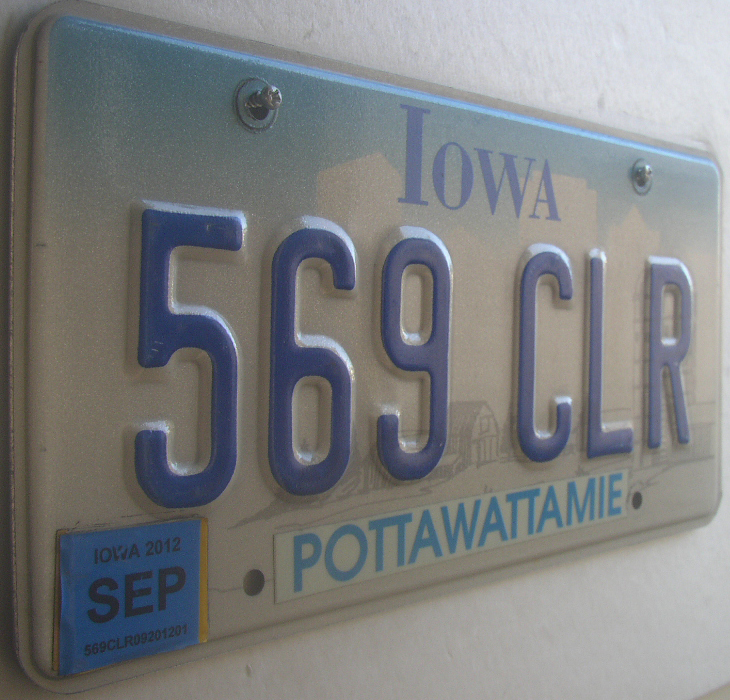 IOWA
569 CLR
POTTAWATTAMIE
IOWA 2012
SEP
569CLR09201201